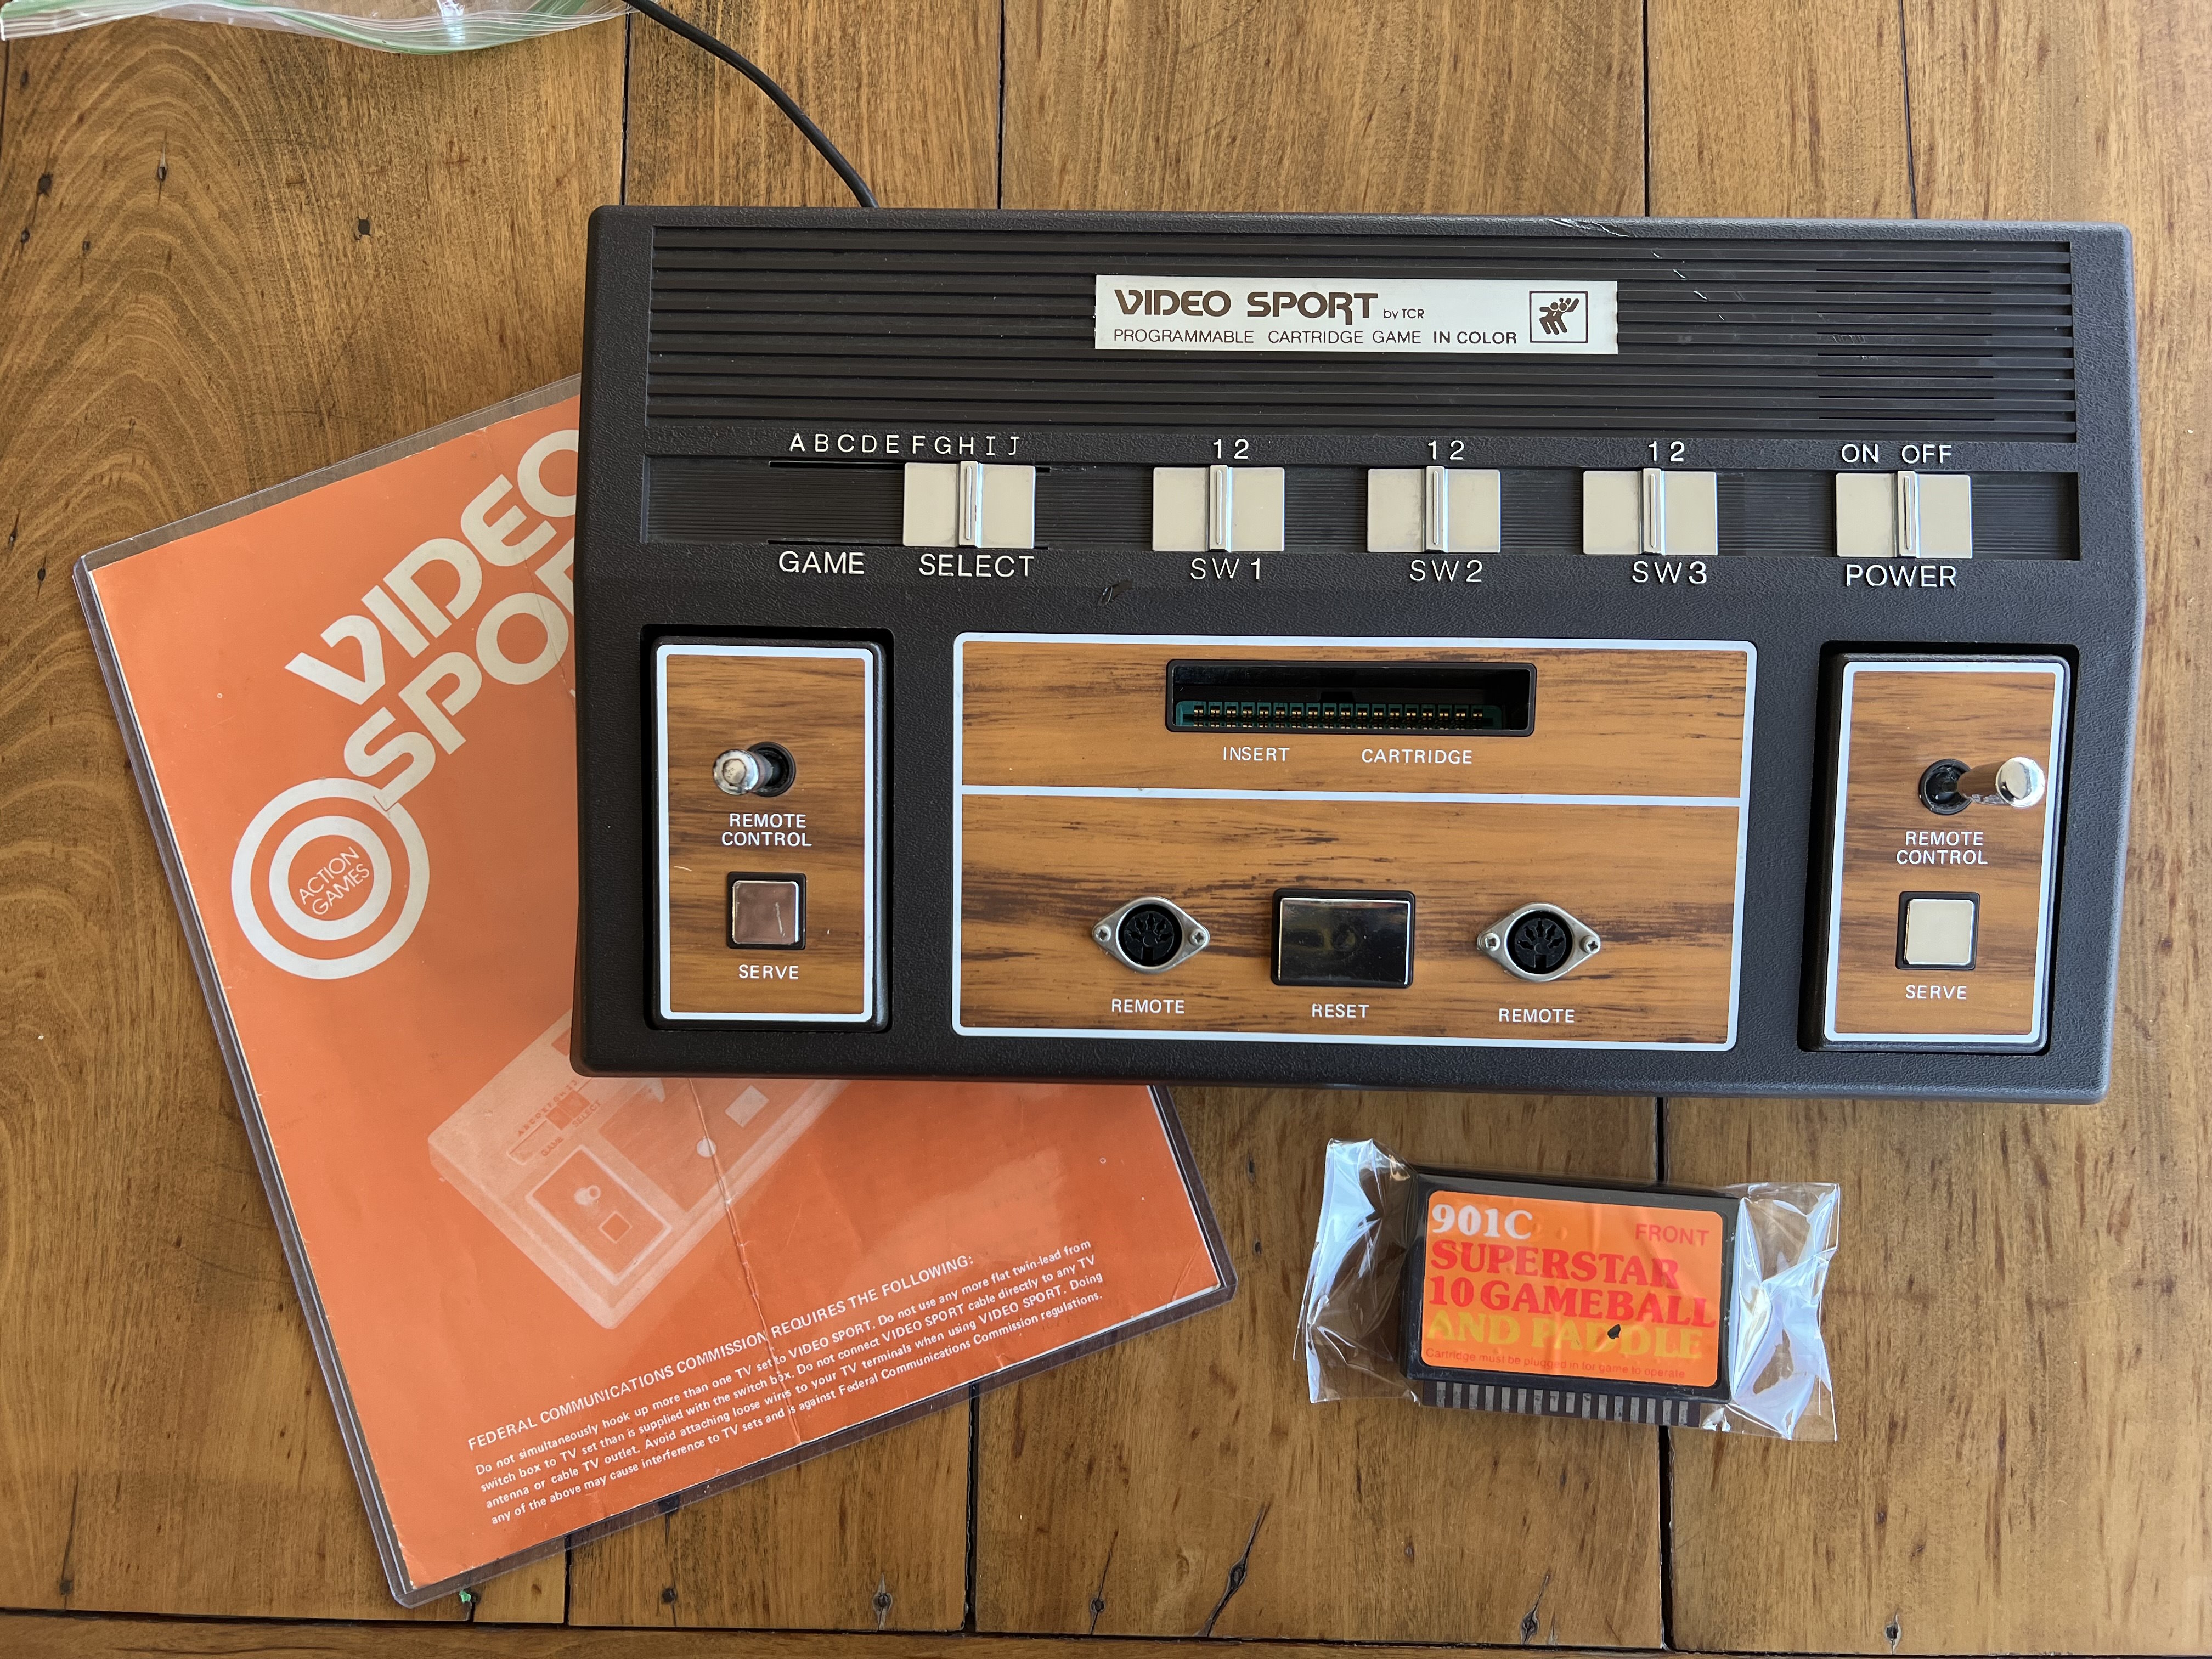 VIDEO SPORT by TCR
PROGRAMMABLE CARTRIDGE GAME IN COLOR
A B C D E F G H I J
1 2
1 2
1 2
ON OFF
GAME SELECT
SW 1
SW 2
SW 3
POWER
INSERT CARTRIDGE
REMOTE
CONTROL
SERVE
REMOTE
RESET
REMOTE
REMOTE
CONTROL
SERVE
VIDEO
SPOR
ACTION
GAMES
GAME SELECT
FEDERAL COMMUNICATIONS COMMISSION REQUIRES THE FOLLOWING:
Do not simultaneously hook up more than one TV set to VIDEO SPORT. Do not use any more flat twin-lead from
switch box to TV set than is supplied with the switch box. Do not connect VIDEO SPORT cable directly to any TV
antenna or cable TV outlet. Avoid attaching loose wires to your TV terminals when using VIDEO SPORT. Doing
any of the above may cause interference to TV sets and is against Federal Communications Commission regulations.
901C FRONT
SUPERSTAR
10 GAMEBALL
AND PADDLE
Cartridge must be plugged in for game to operate